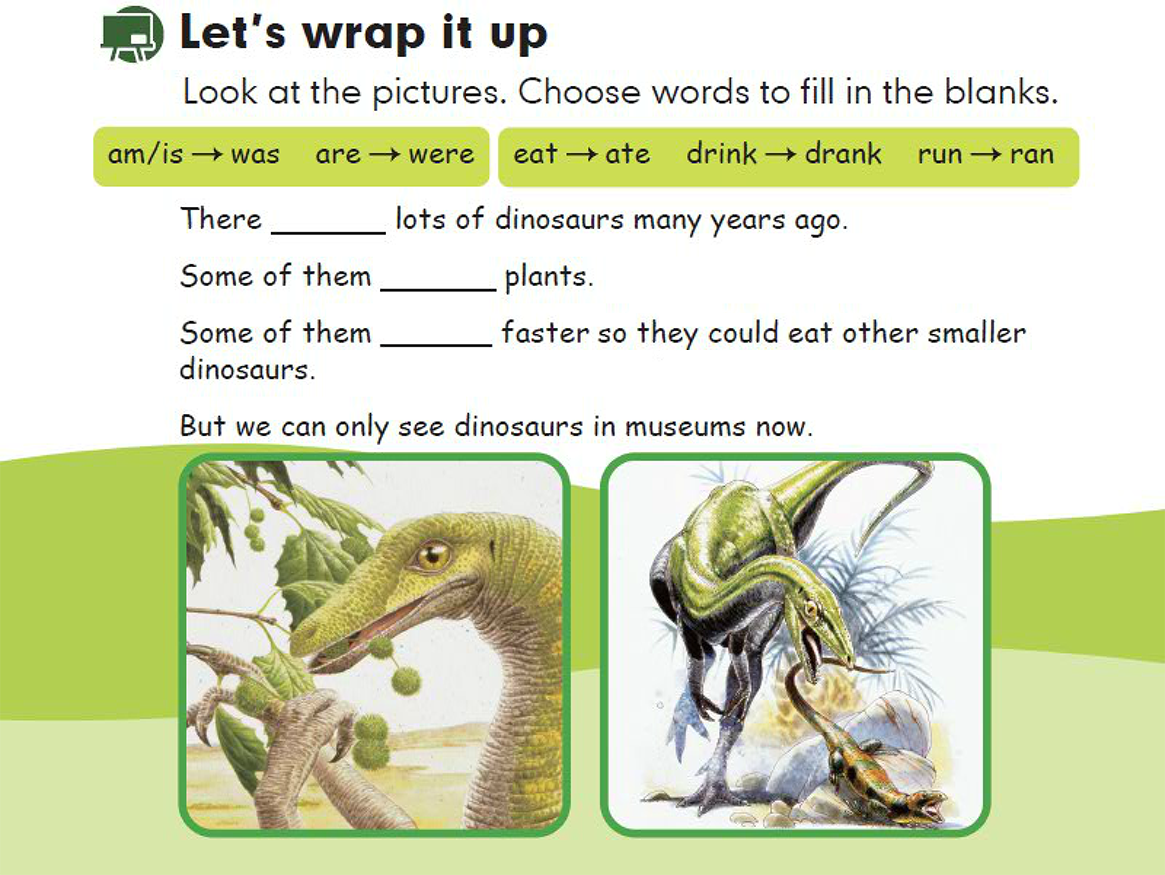 Let's wrap it up
Look at the pictures. Choose words to fill in the blanks.
am/is → was are → were eat → ate drink → drank run → ran
There ______ lots of dinosaurs many years ago.
Some of them ______ plants.
Some of them ______ faster so they could eat other smaller
dinosaurs.
But we can only see dinosaurs in museums now.